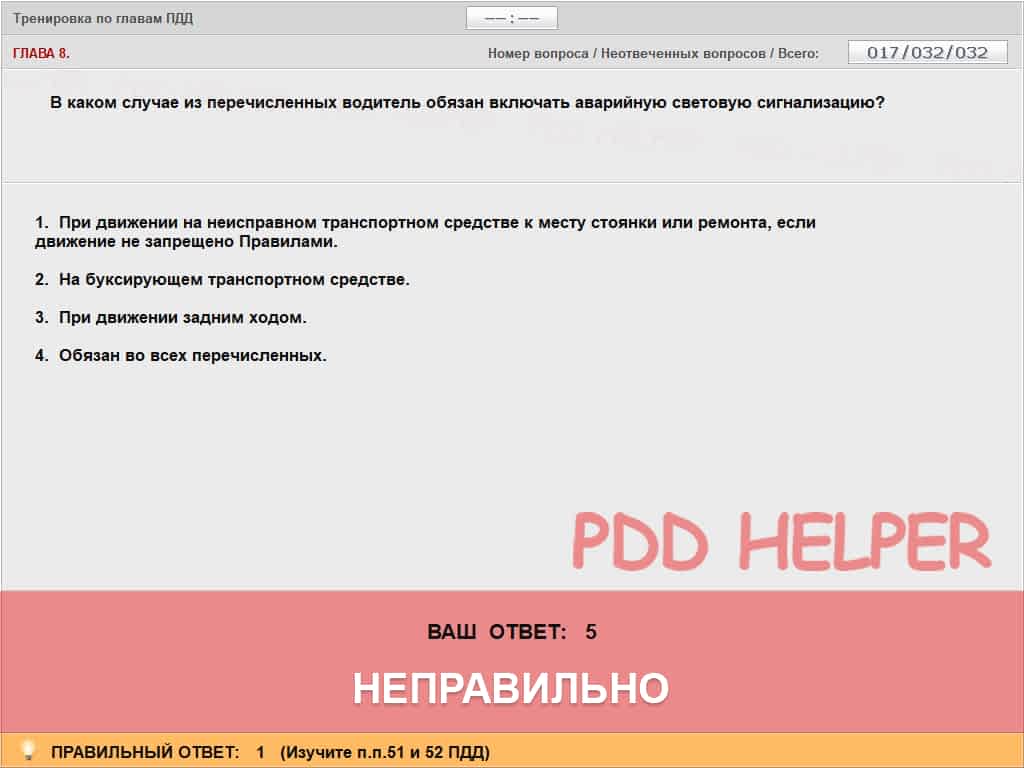 Тренировка по главам ПДД
—— : ——
ГЛАВА 8.
Номер вопроса / Неотвеченных вопросов / Всего:
017/032/032
В каком случае из перечисленных водитель обязан включать аварийную световую сигнализацию?
1. При движении на неисправном транспортном средстве к месту стоянки или ремонта, если
движение не запрещено Правилами.
2. На буксирующем транспортном средстве.
3. При движении задним ходом.
4. Обязан во всех перечисленных.
PDD HELPER
ВАШ ОТВЕТ: 5
НЕПРАВИЛЬНО
ПРАВИЛЬНЫЙ ОТВЕТ: 1 (Изучите п.п.51 и 52 ПДД)